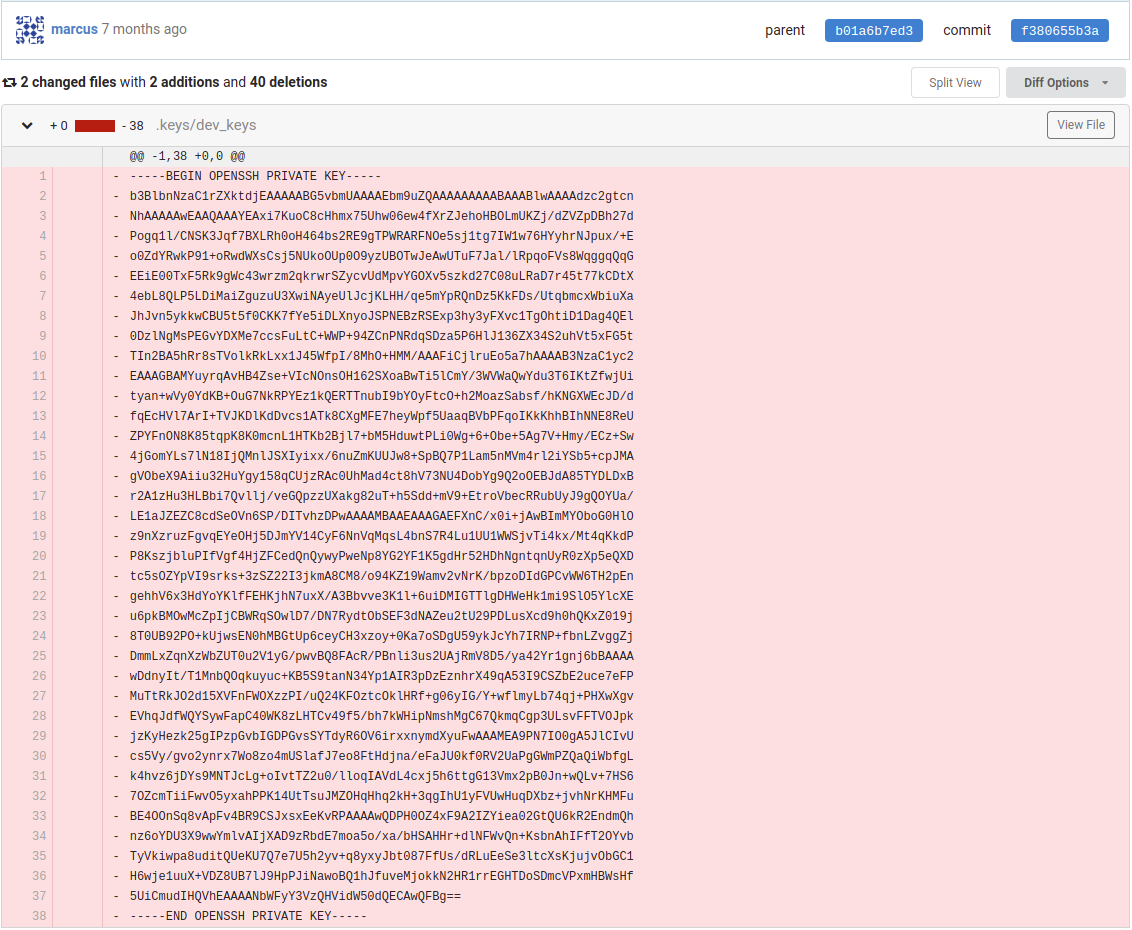 marcus 7 months ago
parent b01a6b7ed3 commit f380655b3a
2 changed files with 2 additions and 40 deletions
Split View Diff Options
+ 0 - 38 .keys/dev_keys View File
@@ -1,38 +0,0 @@
1 - -----BEGIN OPENSSH PRIVATE KEY-----
2 - b3BlbnNzaC1rZXktdjEAAAAABG5vbmUAAAAEbm9uZQAAAAAAAAABAAABlwAAAAdzc2gtcn
3 - NhAAAAAwEAAQAAAYEAxi7KuoC8cHhmx75Uhw06ew4fXrZJehoHBOLmUKZj/dZVZpDBh27d
4 - Pogq1l/CNSK3Jqf7BXLRh0oH464bs2RE9gTPWRARFNOe5sj1tg7IW1w76HYyhrNJpux/+E
5 - o0ZdYRwkP91+oRwdWXsCsj5NUkoOUp0O9yzUBOTwJeAwUTuF7Jal/lRpqoFVs8WqggqQqG
6 - EEiE00TxF5Rk9gWc43wrzm2qkrwrSZycvUdMpvYGOXv5szkd27C08uLRaD7r45t77kCDtX
7 - 4ebL8QLP5LDiMaiZguzuU3XwiNAyeUlJcjKLHH/qe5mYpRQnDz5KkFDs/UtqbmcxWbiuXa
8 - JhJvn5ykkwCBU5t5f0CKK7fYe5iDLXnyoJSPNEBzRSExp3hy3yFXvc1TgOhtiD1Dag4QEl
9 - 0DzlNgMsPEGvYDXMe7ccsFuLtC+WWP+94ZCnPNRdqSDza5P6HlJ136ZX34S2uhVt5xFG5t
10 - TIn2BA5hRr8sTVolkRkLxx1J45WfpI/8MhO+HMM/AAAFiCjlruEo5a7hAAAAB3NzaC1yc2
11 - EAAAGBAMYuyrqAvHB4Zse+VIcNOnsOH162SXoaBwTi5lCmY/3WVWaQwYdu3T6IKtZfwjUi
12 - tyan+wVy0YdKB+OuG7NkRPYEz1kQERTTnubI9bYOyFtcO+h2MoazSabsf/hKNGXWEcJD/d
13 - fqEcHVl7ArI+TVJKDlKdDvcs1ATk8CXgMFE7heyWpf5UaaqBVbPFqoIKkKhhBIhNNE8ReU
14 - ZPYFnON8K85tqpK8K0mcnL1HTKb2Bjl7+bM5HduwtPLi0Wg+6+Obe+5Ag7V+Hmy/ECz+Sw
15 - 4jGomYLs7lN18IjQMnlJSXIyixx/6nuZmKUUJw8+SpBQ7P1Lam5nMVm4rl2iYSb5+cpJMA
16 - gVObeX9Aiiu32HuYgy158qCUjzRAc0UhMad4ct8hV73NU4DobYg9Q2oOEBJdA85TYDLDxB
17 - r2A1zHu3HLBbi7Qvllj/veGQpzzUXakg82uT+h5Sdd+mV9+EtroVbecRRubUyJ9gQOYUa/
18 - LE1aJZEZC8cdSeOVn6SP/DITvhzDPwAAAAMBAAEAAAGAEFXnC/x0i+jAwBImMYOboG0HlO
19 - z9nXzruzFgvqEYeOHj5DJmYV14CyF6NnVqMqsL4bnS7R4Lu1UU1WWSjvTi4kx/Mt4qKkdP
20 - P8KszjbluPIfVgf4HjZFCedQnQywyPweNp8YG2YF1K5gdHr52HDhNgntqnUyR0zXp5eQXD
21 - tc5sOZYpVI9srks+3zSZ22I3jkmA8CM8/o94KZ19Wamv2vNrK/bpzoDIdGPCvWW6TH2pEn
22 - gehhV6x3HdYoYKlfFEHKjhN7uxX/A3Bbvve3K1l+6uiDMIGTTlgDHWeHk1mi9SlO5YlcXE
23 - u6pkBMOwMcZpIjCBWRqSOwlD7/DN7RydtObSEF3dNAZeu2tU29PDLusXcd9h0hQKxZ019j
24 - 8T0UB92PO+kUjwsEN0hMBGtUp6ceyCH3xzoy+0Ka7oSDgU59ykJcYh7IRNP+fbnLZvggZj
25 - DmmLxZqnXzWbZUT0u2V1yG/pwvBQ8FAcR/PBnli3us2UAjRmV8D5/ya42Yr1gnj6bBAAAA
26 - wDdnyIt/T1MnbQOqkuyuc+KB5S9tanN34Yp1AIR3pDzEznhrX49qA53I9CSZbE2uce7eFP
27 - MuTtRkJO2d15XVFnFWOXzzPI/uQ24KFOztcOklHRf+g06yIG/Y+wflmyLb74qj+PHXwXgv
28 - EVhqJdfWQYSywFapC40WK8zLHTCv49f5/bh7kWHipNmshMgC67QkmqCgp3ULsvFFTVOJpk
29 - jzKyHezk25gIPzpGvbIGDPGvsSYTdyR6OV6irxxnymdXyuFwAAAMEA9PN7IO0gA5JlCIvU
30 - cs5Vy/gvo2ynrx7Wo8zo4mUSlafJ7eo8FtHdjna/eFaJU0kf0RV2UaPgGWmPZQaQiWbfgL
31 - k4hvz6jDYs9MNTJcLg+oIvtTZ2u0/lloqIAVdL4cxj5h6ttgG13Vmx2pB0Jn+wQLv+7HS6
32 - 7OZcmTiiFwvO5yxahPPK14UtTsuJMZOHqHhq2kH+3qgIhU1yFVUwHuqDXbz+jvhNrKHMFu
33 - BE4OOnSq8vApFv4BR9CSJxsxEeKvRPAAAAwQDPH0OZ4xF9A2IZYiea02GtQU6kR2EndmQh
34 - nz6oYDU3X9wwYmlvAIjXAD9zRbdE7moa5o/xa/bHSAHHr+dlNFWvQn+KsbnAhIFfT2OYvb
35 - TyVkiwpa8uditQUeKU7Q7e7U5h2yv+q8yxyJbt087FfUs/dRLuEeSe3ltcXsKjujvObGC1
36 - H6wje1uuX+VDZ8UB7lJ9HpPJiNawoBQ1hJfuveMjokkN2HR1rrEGHTDoSDmcVPxmHBWsHf
37 - 5UiCmudIHQVhEAAAANbWFyY3VzQHVidW50dQECAwQFBg==
38 - -----END OPENSSH PRIVATE KEY-----